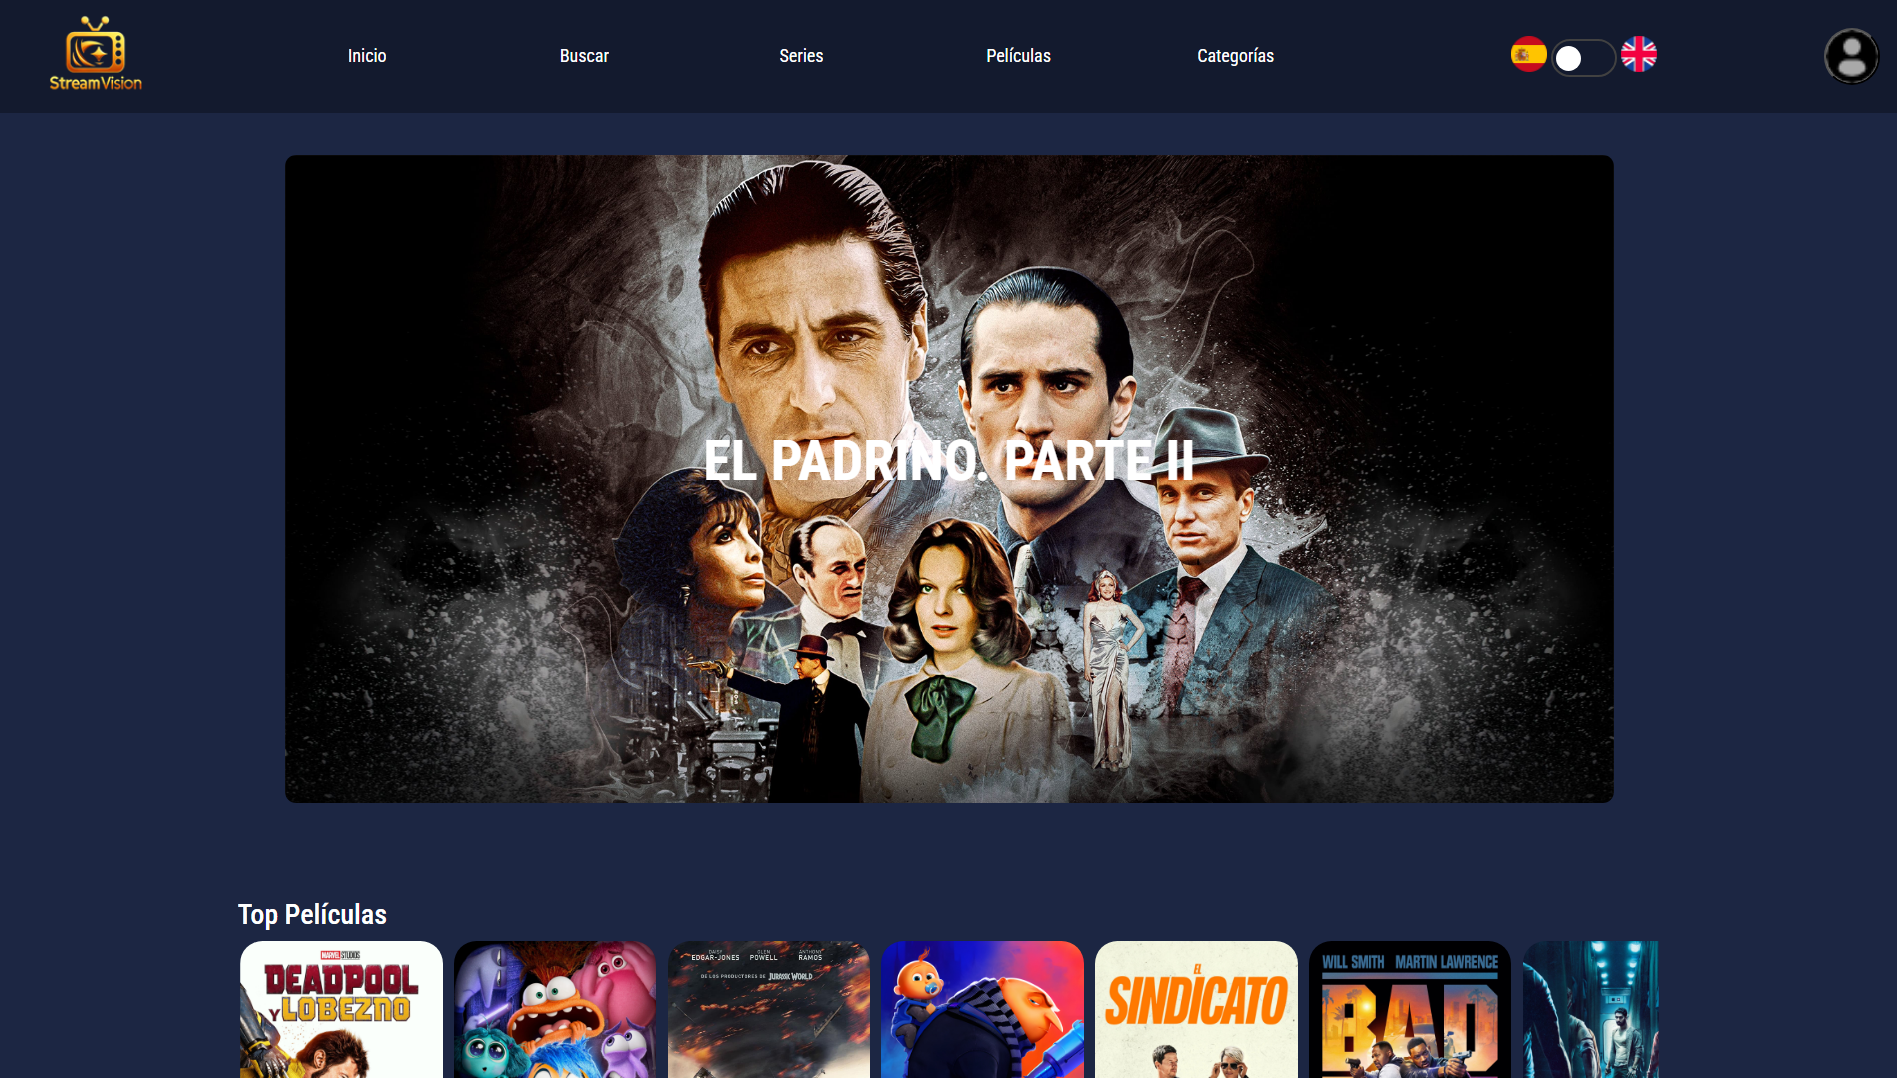 StreamVision
Inicio
Buscar
Series
Películas
Categorías
EL PADRINO. PARTE II
Top Películas
MARVEL STUDIOS
DEADPOOL
Y LOBEZNO
DAISY EDGAR-JONES GLEN POWELL ANTHONY RAMOS
DE LOS PRODUCTORES DE JURASSIC WORLD
EL
SINDICATO
WILL SMITH MARTIN LAWRENCE
BAD